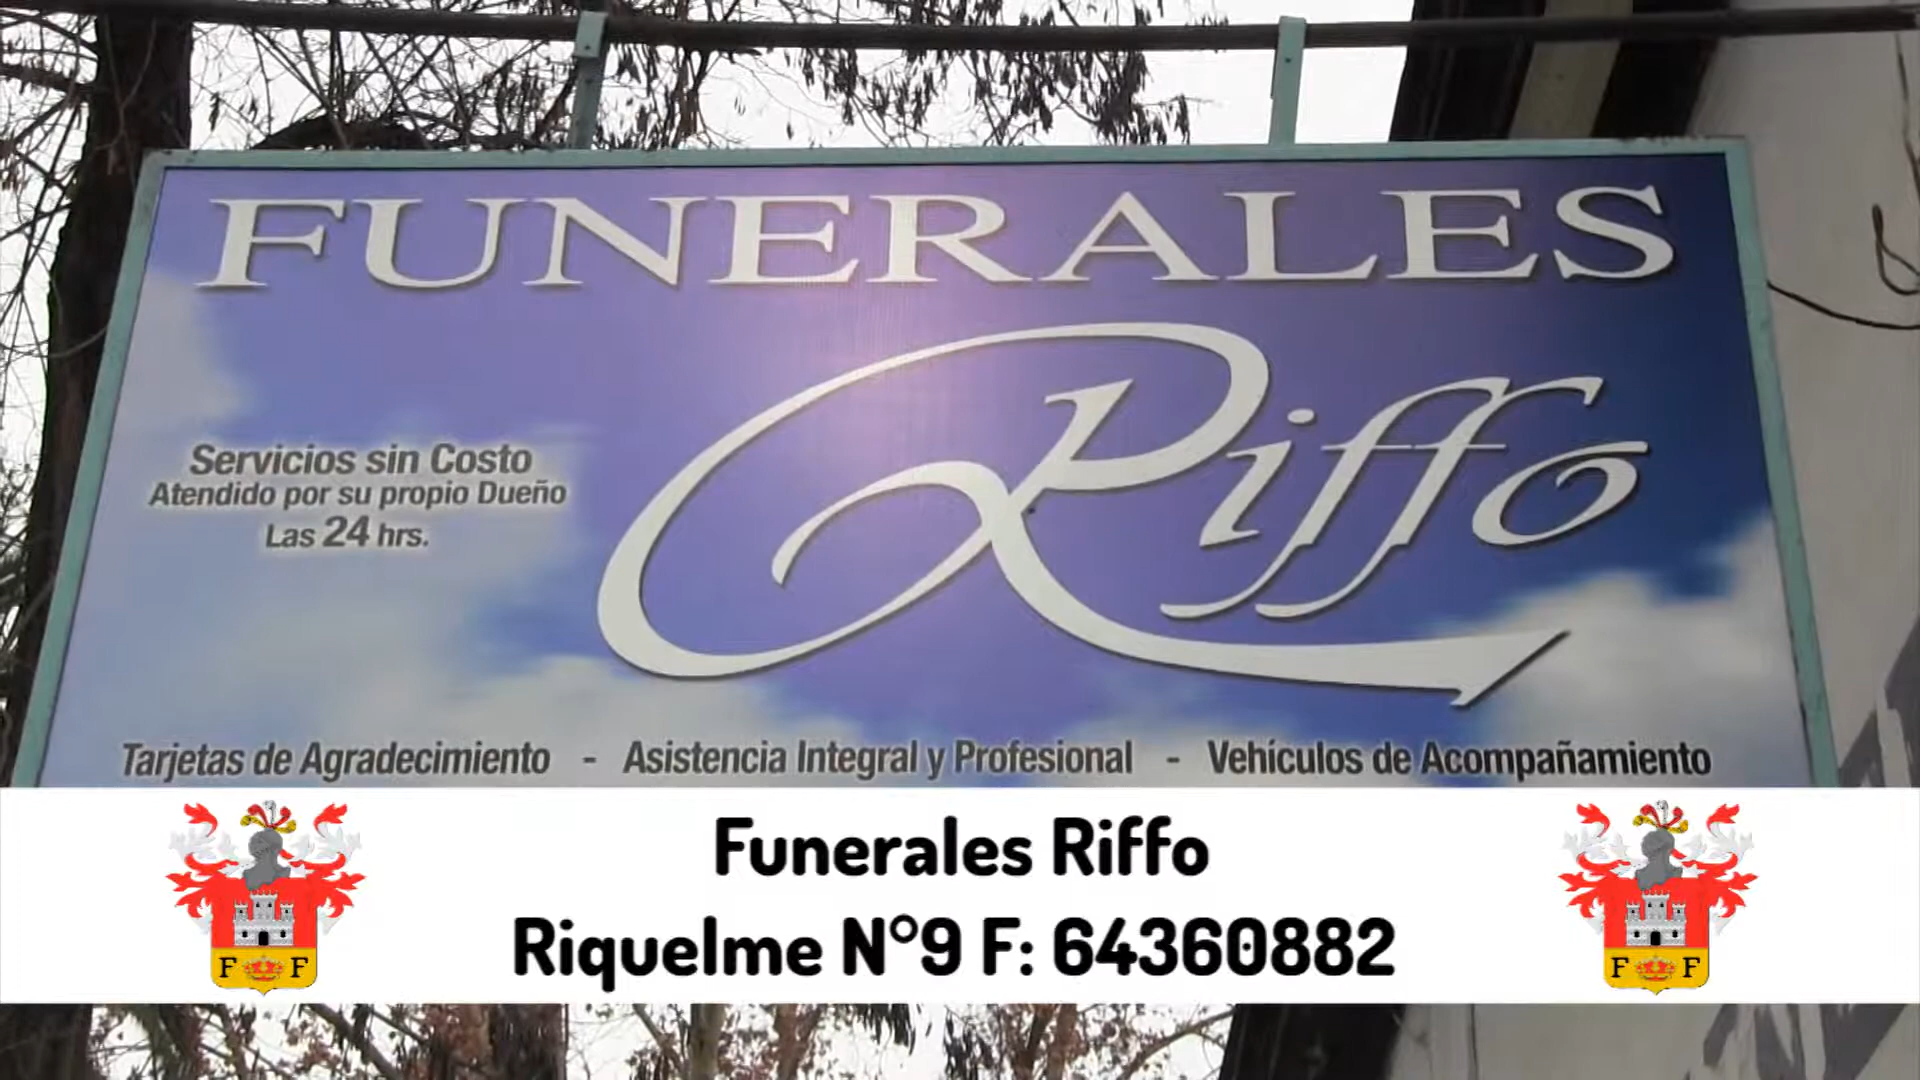 FUNERALES
Riffo
Servicios sin Costo
Atendido por su propio Dueño
Las 24 hrs.
Tarjetas de Agradecimiento - Asistencia Integral y Profesional - Vehículos de Acompañamiento
Funerales Riffo
Riquelme N°9 F: 64360882
F F
F F